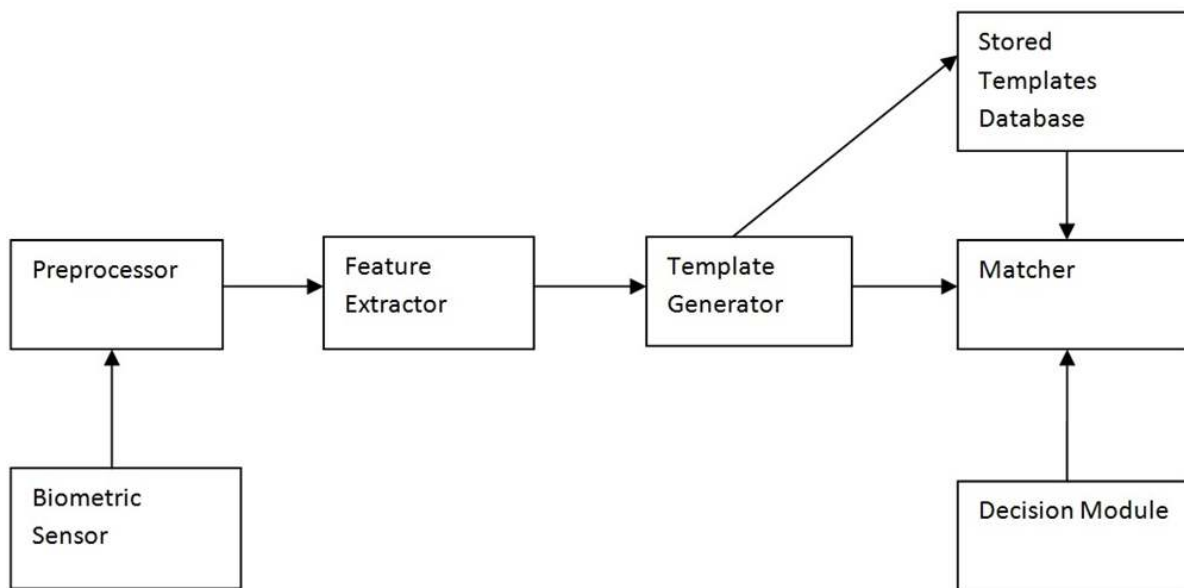 Stored
Templates
Database
Preprocessor
Feature
Extractor
Template
Generator
Matcher
Biometric
Sensor
Decision Module